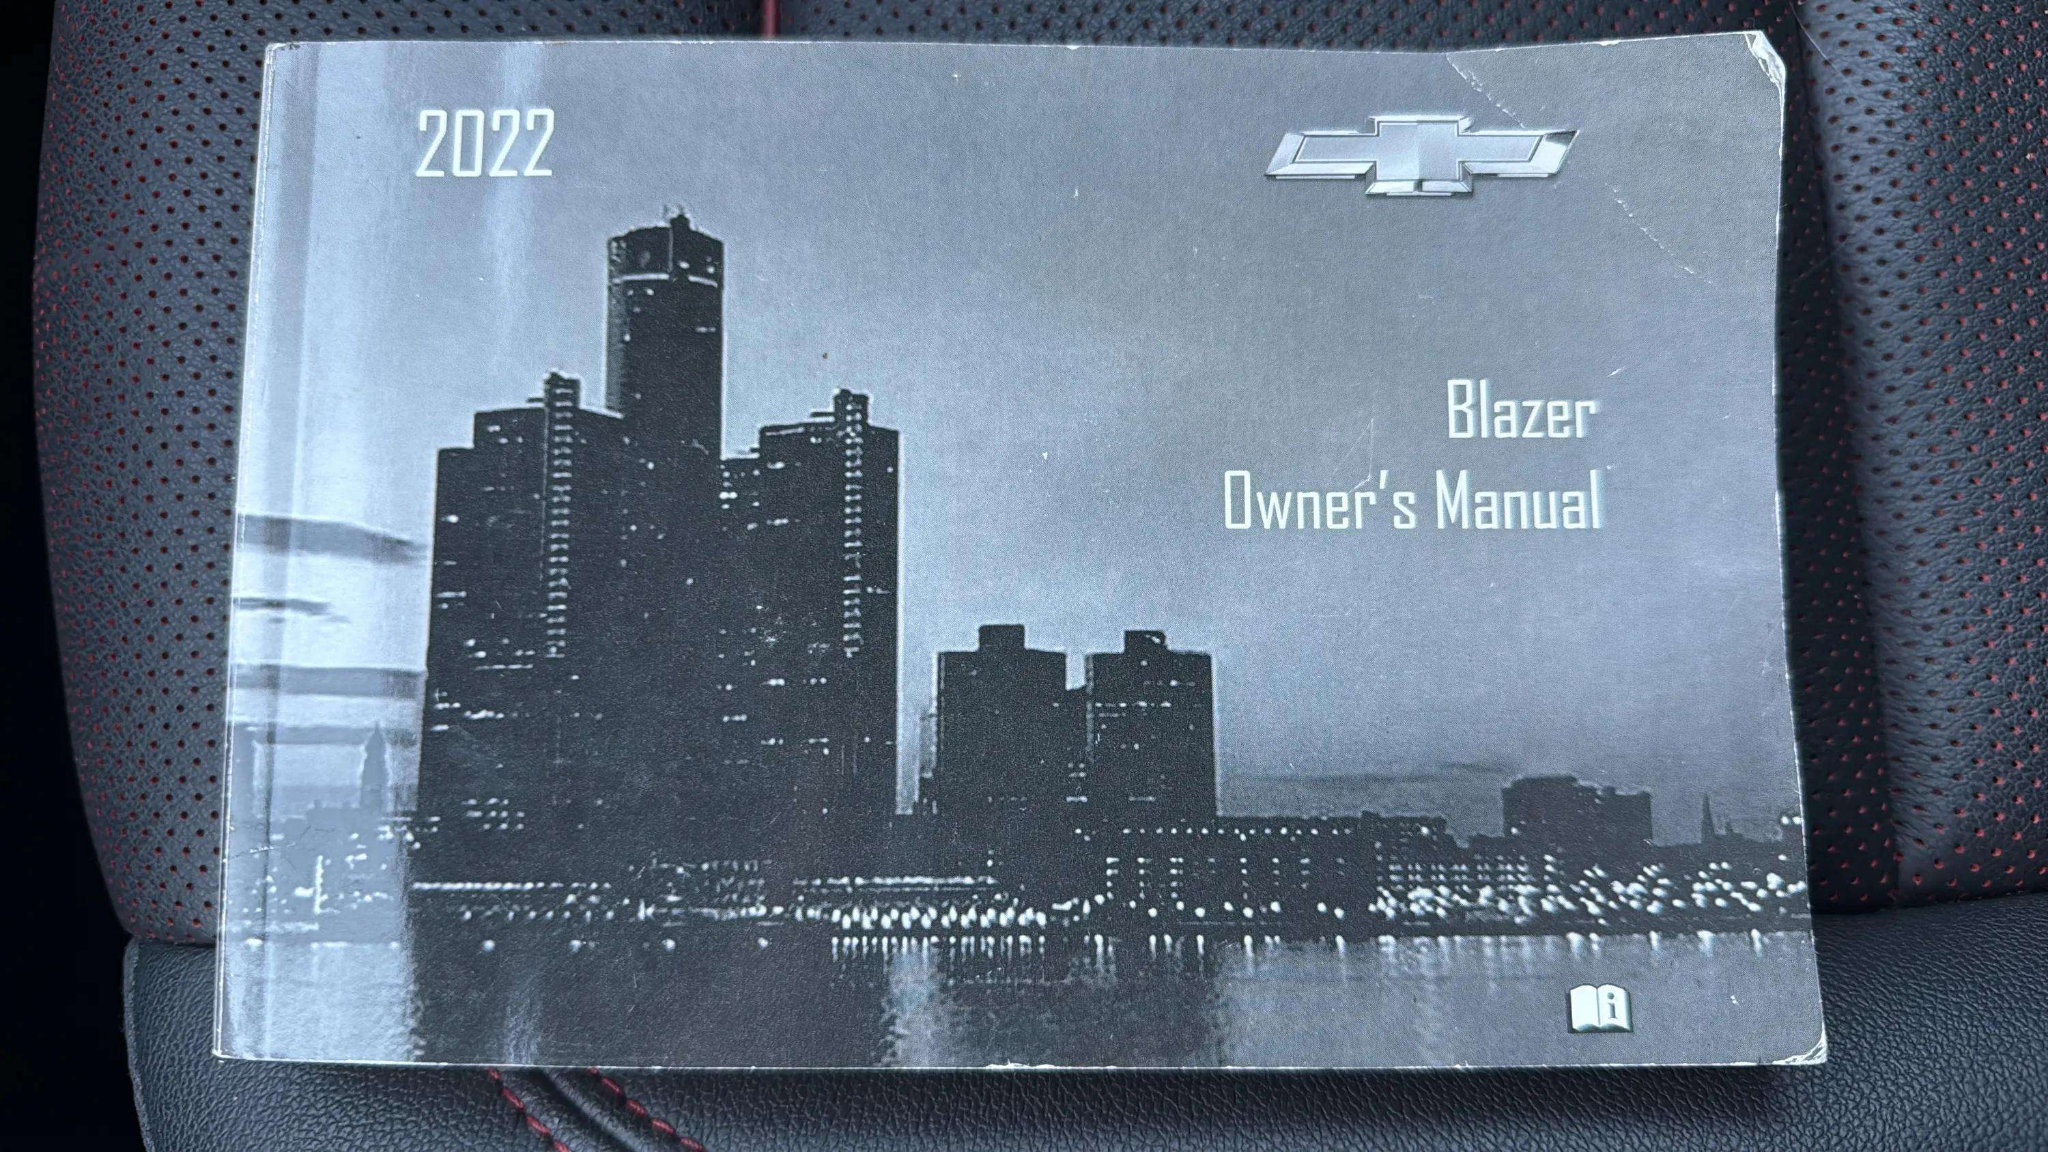 2022
Blazer
Owner's Manual
i